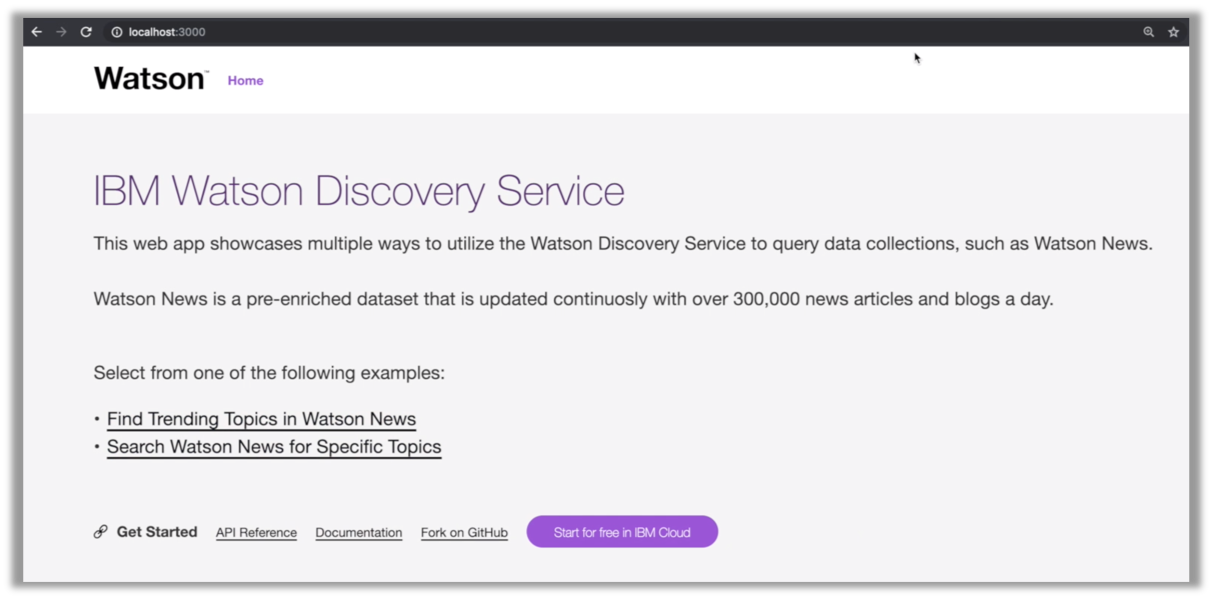 localhost:3000
Watson™ Home
IBM Watson Discovery Service
This web app showcases multiple ways to utilize the Watson Discovery Service to query data collections, such as Watson News.
Watson News is a pre-enriched dataset that is updated continuosly with over 300,000 news articles and blogs a day.
Select from one of the following examples:
• Find Trending Topics in Watson News
• Search Watson News for Specific Topics
Get Started API Reference Documentation Fork on GitHub Start for free in IBM Cloud